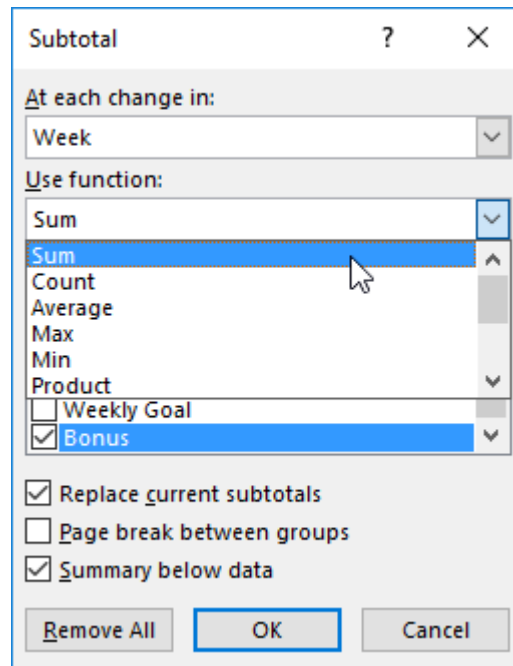 Subtotal ?
At each change in:
Week
Use function:
Sum
Sum
Count
Average
Max
Min
Product
Weekly Goal
Bonus
Replace current subtotals
Page break between groups
Summary below data
Remove All OK Cancel